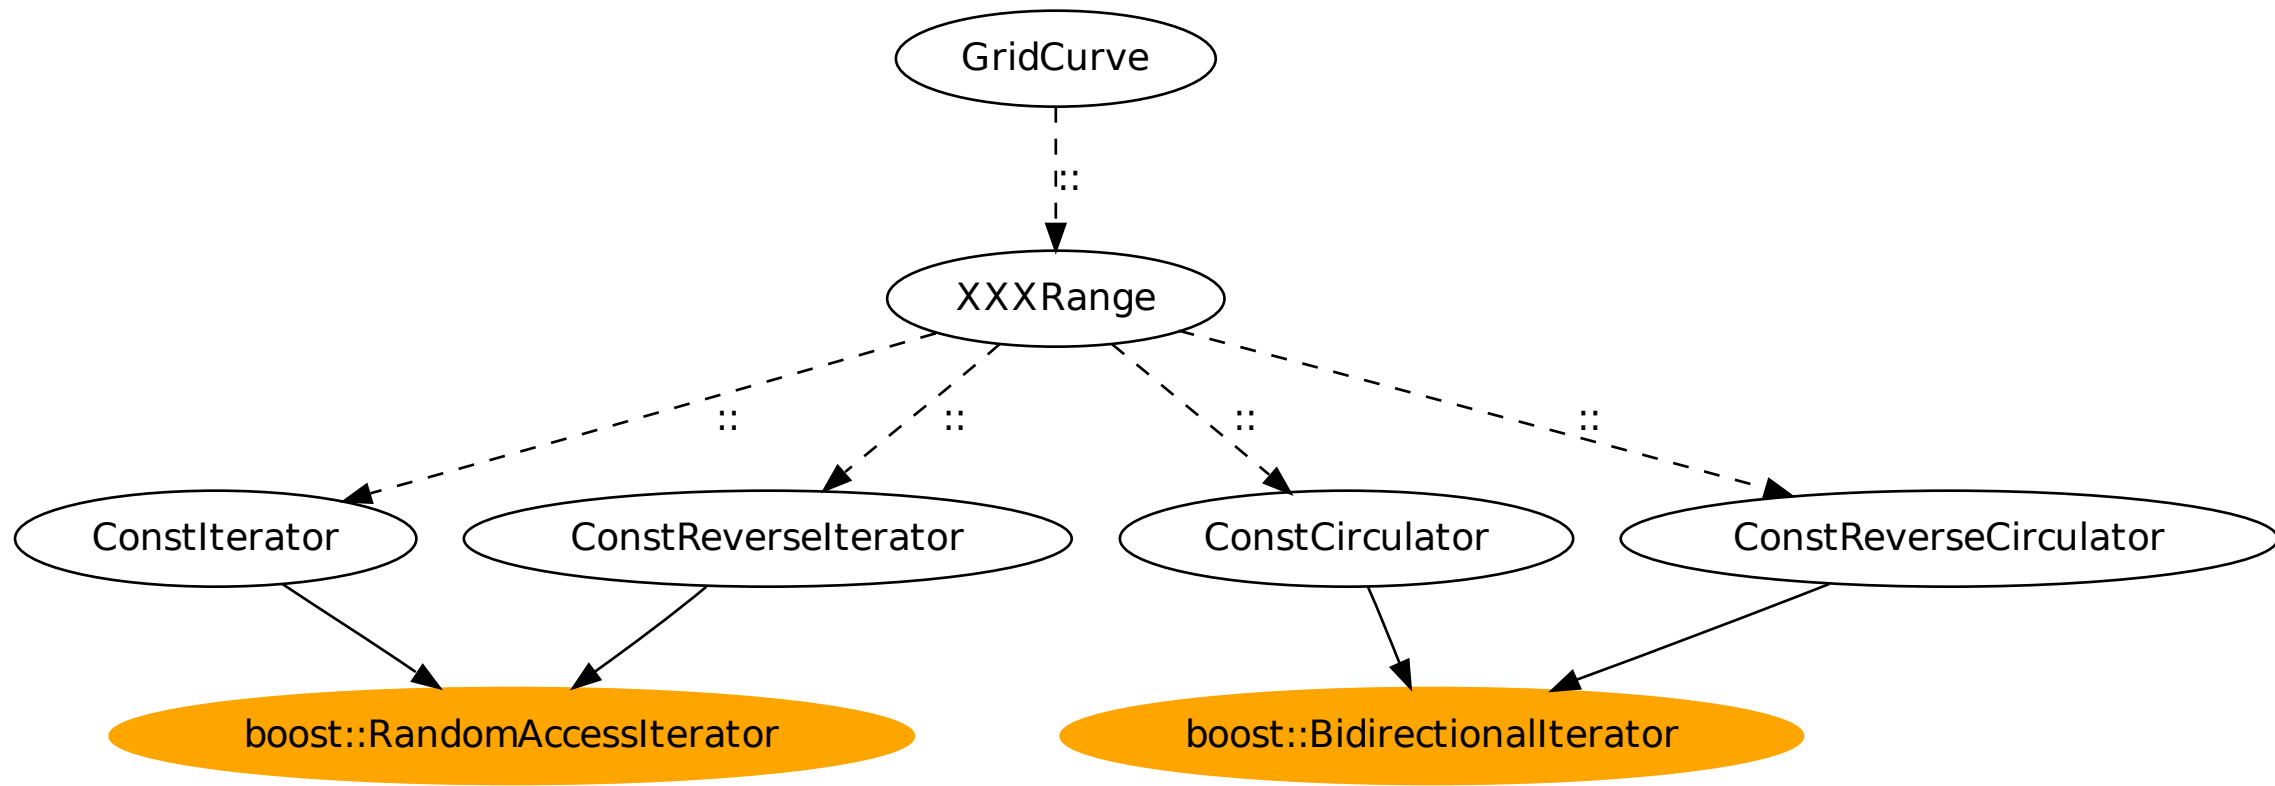 GridCurve
::
XXXRange
::
::
::
::
ConstIterator
ConstReverseIterator
ConstCirculator
ConstReverseCirculator
boost::RandomAccessIterator
boost::BidirectionalIterator